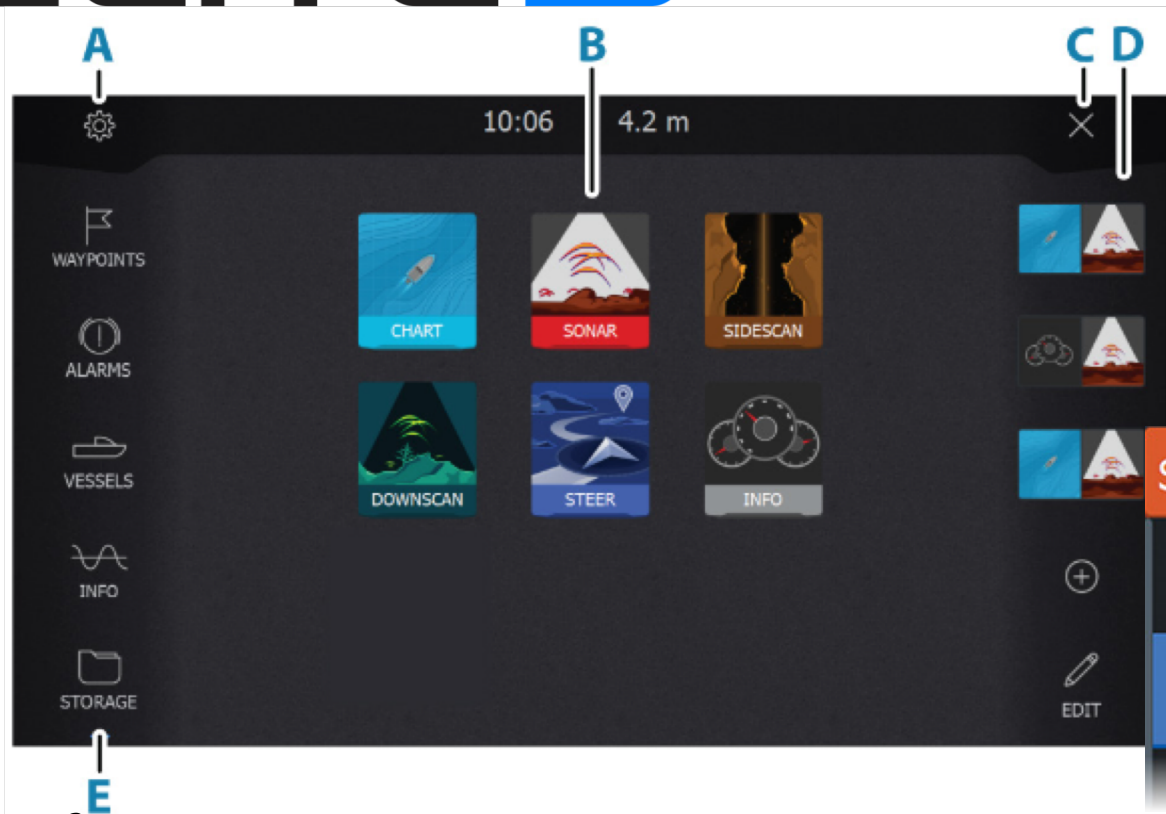 A B C D
10:06 4.2 m
WAYPOINTS
CHART SONAR SIDESCAN
ALARMS
VESSELS
DOWNSCAN STEER INFO
INFO
STORAGE
EDIT
E